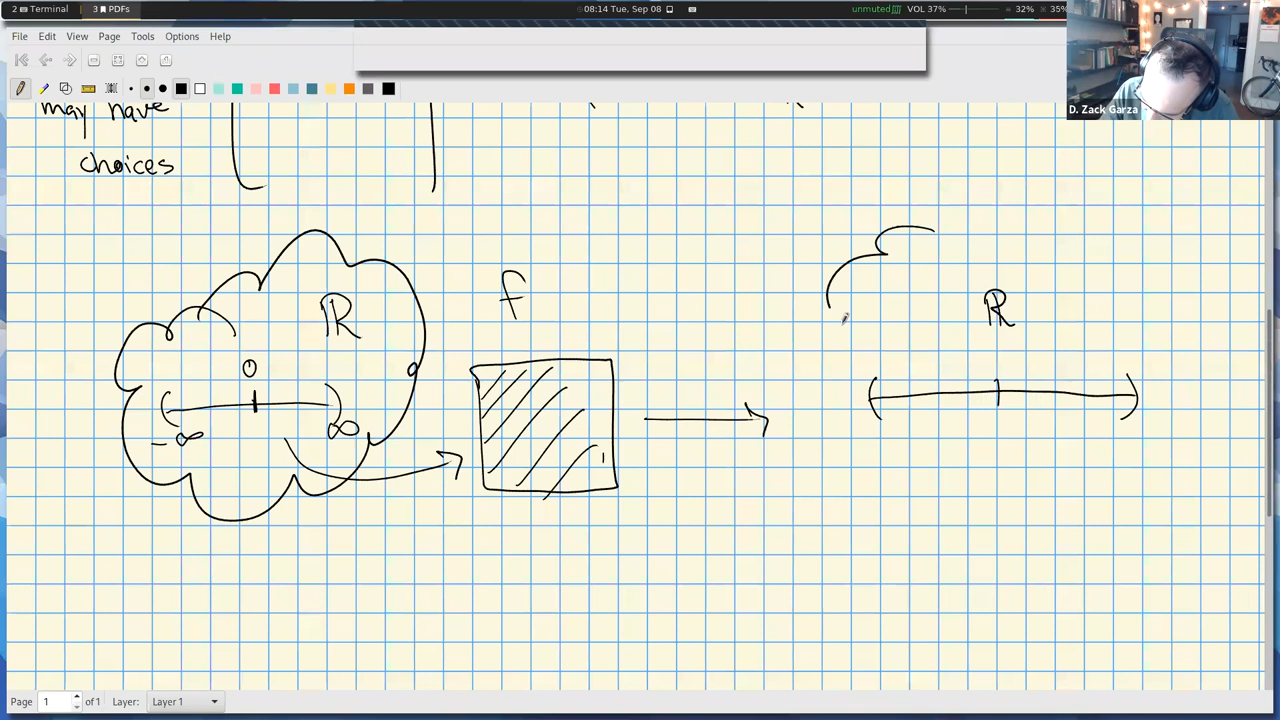 2 Terminal 3 PDFs 08:14 Tue, Sep 08 unmuted VOL 37% 32% 35%
File Edit View Page Tools Options Help
D. Zack Garza
may have
choices
ℝ f ℝ
0
-∞ ∞
Page 1 of 1 Layer: Layer 1